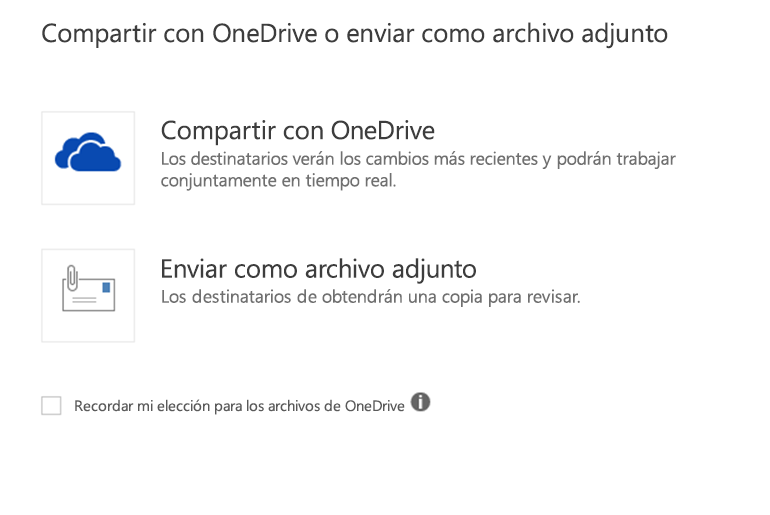 Compartir con OneDrive o enviar como archivo adjunto
Compartir con OneDrive
Los destinatarios verán los cambios más recientes y podrán trabajar
conjuntamente en tiempo real.
Enviar como archivo adjunto
Los destinatarios de obtendrán una copia para revisar.
Recordar mi elección para los archivos de OneDrive